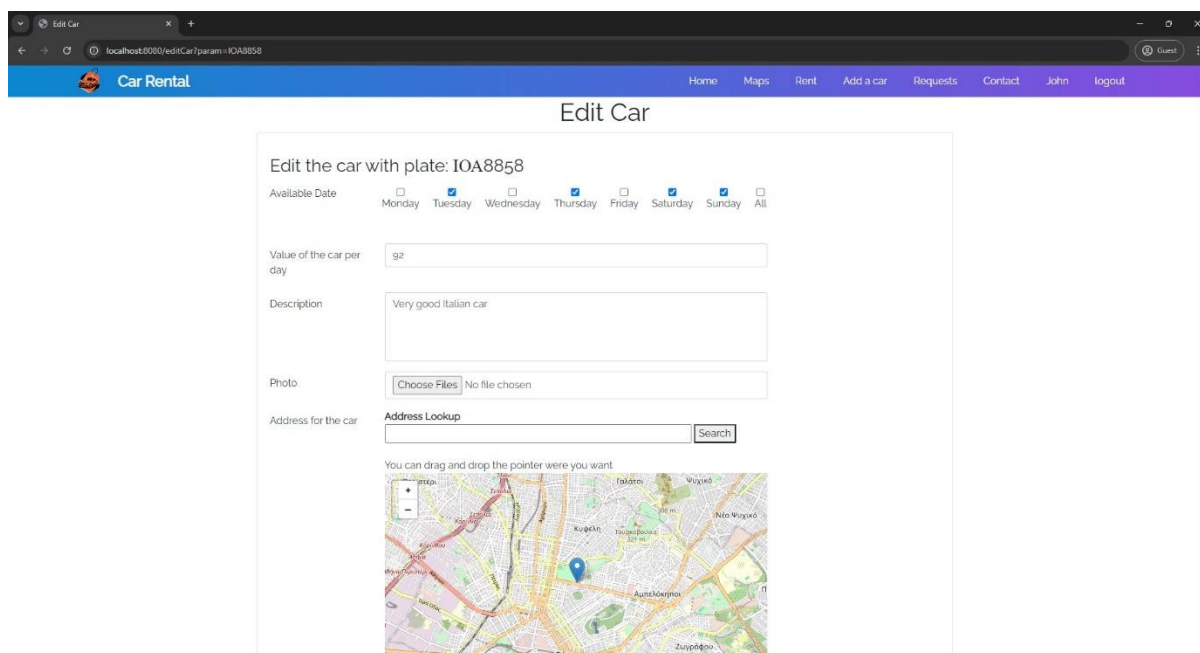 Edit Car
localhost:8080/editCar?param=IOA8858
Guest
Car Rental
Home Maps Rent Add a car Requests Contact John logout
Edit Car
Edit the car with plate: ΙΟΑ8858
Available Date
Monday Tuesday Wednesday Thursday Friday Saturday Sunday All
Value of the car per
day
92
Description
Very good Italian car
Photo
Choose Files No file chosen
Address for the car
Address Lookup
Search
You can drag and drop the pointer were you want
+
−
Γαλάτσι
Ψυχικό
Νέο Ψυχικό
Κυψέλη
Τουρκοβούνια
Αμπελόκηποι
Ζωγράφου